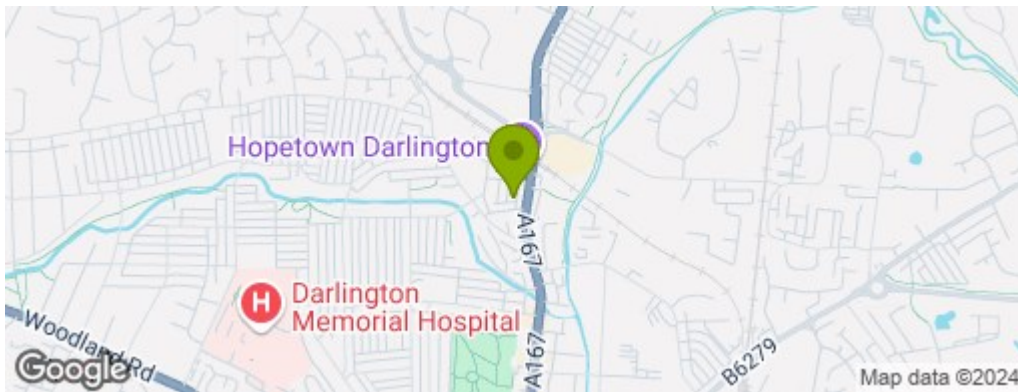 Hopetown Darlington
A167
H
Darlington
Memorial Hospital
Woodland Rd
A167
B6279
Google
Map data ©2024